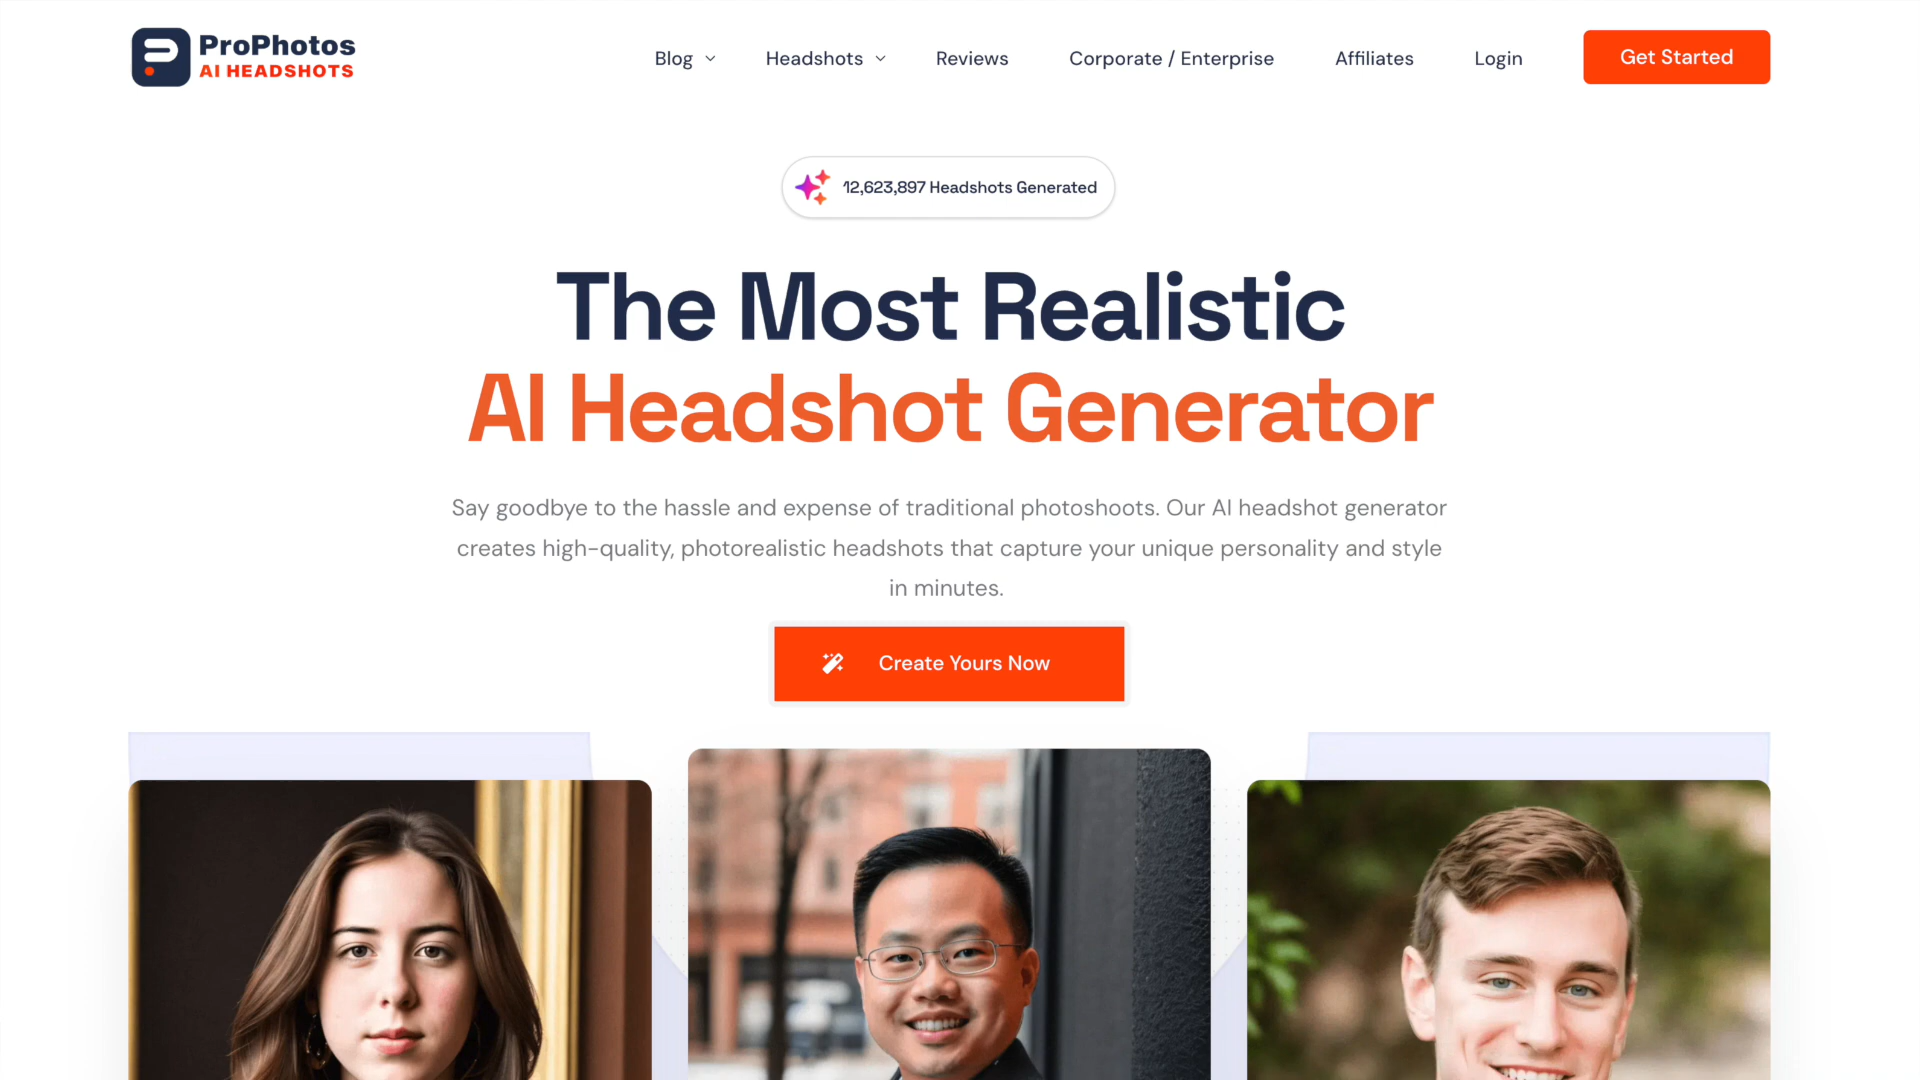 ProPhotos
AI HEADSHOTS
Blog
Headshots
Reviews
Corporate / Enterprise
Affiliates
Login
Get Started
12,623,897 Headshots Generated
The Most Realistic
AI Headshot Generator
Say goodbye to the hassle and expense of traditional photoshoots. Our AI headshot generator
creates high-quality, photorealistic headshots that capture your unique personality and style
in minutes.
Create Yours Now